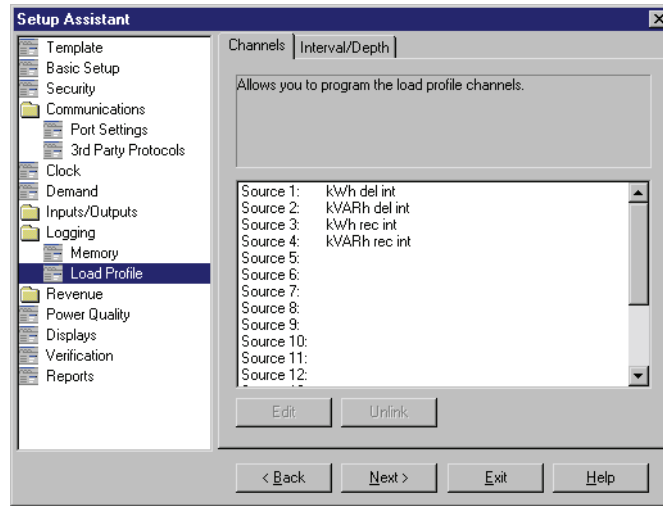 Setup Assistant
Template
Basic Setup
Security
Communications
Port Settings
3rd Party Protocols
Clock
Demand
Inputs/Outputs
Logging
Memory
Load Profile
Revenue
Power Quality
Displays
Verification
Reports
Channels Interval/Depth
Allows you to program the load profile channels.
Source 1: kWh del int
Source 2: kVARh del int
Source 3: kWh rec int
Source 4: kVARh rec int
Source 5:
Source 6:
Source 7:
Source 8:
Source 9:
Source 10:
Source 11:
Source 12:
Edit Unlink
< Back Next > Exit Help